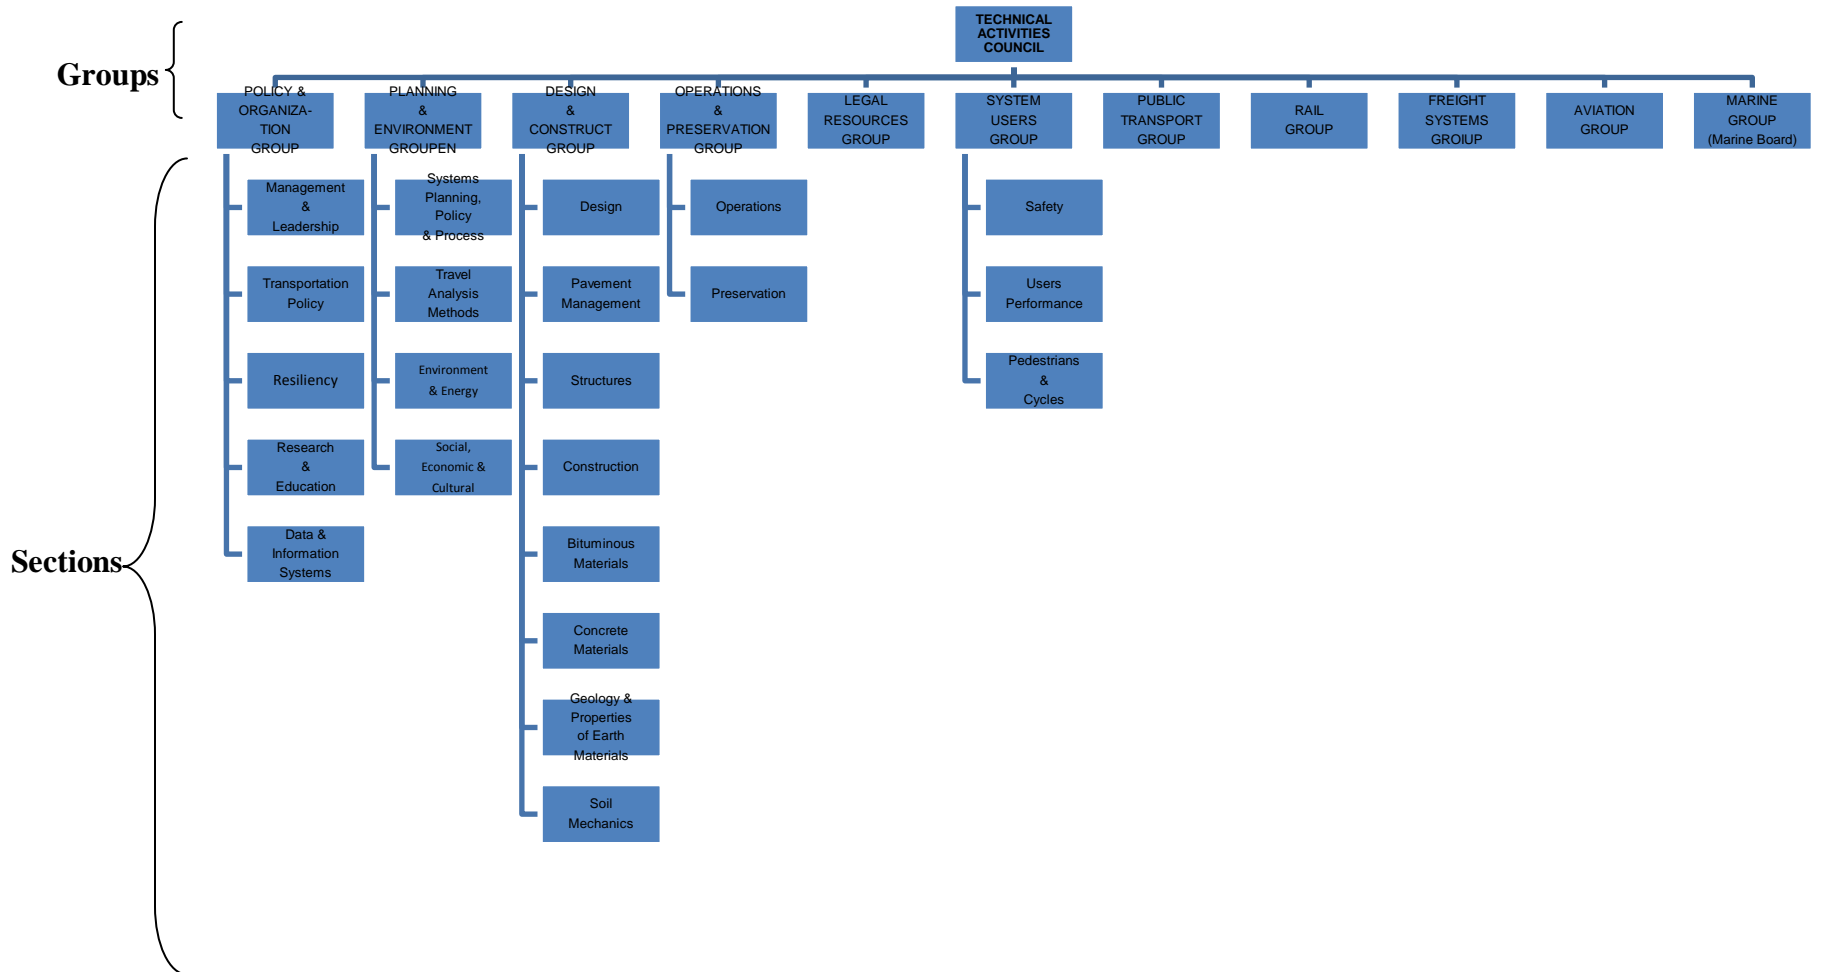 TECHNICAL
ACTIVITIES
COUNCIL
Groups
POLICY &
ORGANIZA-
TION
GROUP
PLANNING
&
ENVIRONMENT
GROUPEN
DESIGN
&
CONSTRUCT
GROUP
OPERATIONS
&
PRESERVATION
GROUP
LEGAL
RESOURCES
GROUP
SYSTEM
USERS
GROUP
PUBLIC
TRANSPORT
GROUP
RAIL
GROUP
FREIGHT
SYSTEMS
GROIUP
AVIATION
GROUP
MARINE
GROUP
(Marine Board)
Sections
Management
&
Leadership
Transportation
Policy
Resiliency
Research
&
Education
Data &
Information
Systems
Systems
Planning,
Policy
& Process
Travel
Analysis
Methods
Environment
& Energy
Social,
Economic &
Cultural
Design
Pavement
Management
Structures
Construction
Bituminous
Materials
Concrete
Materials
Geology &
Properties
of Earth
Materials
Soil
Mechanics
Operations
Preservation
Safety
Users
Performance
Pedestrians
&
Cycles